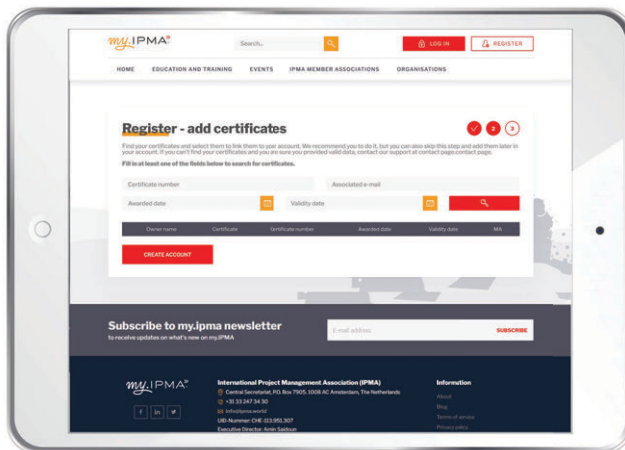 my.IPMA®
Search...
LOG IN
REGISTER
HOME EDUCATION AND TRAINING EVENTS IPMA MEMBER ASSOCIATIONS ORGANISATIONS
Register - add certificates
2 3
Find your certificates and select them to link them to your account. We recommend you to do it, but you can also skip this step and add them later in
your account. If you can't find your certificates and you are sure you provided valid data, contact our support at contact page.contact page.
Fill in at least one of the fields below to search for certificates.
Certificate number Associated e-mail
Awarded date Validity date
Owner name Certificate Certificate number Awarded date Validity date MA
CREATE ACCOUNT
Subscribe to my.ipma newsletter
to receive updates on what's new on my.IPMA
E-mail address SUBSCRIBE
my.IPMA®
f in
International Project Management Association (IPMA)
Central Secretariat, P.O. Box 7905, 1008 AC Amsterdam, The Netherlands
+31 33 247 34 30
info@ipma.world
UID-Nummer: CHE-113.951.307
Executive Director: Amin Saidoun
Information
About
Blog
Terms of service
Privacy policy